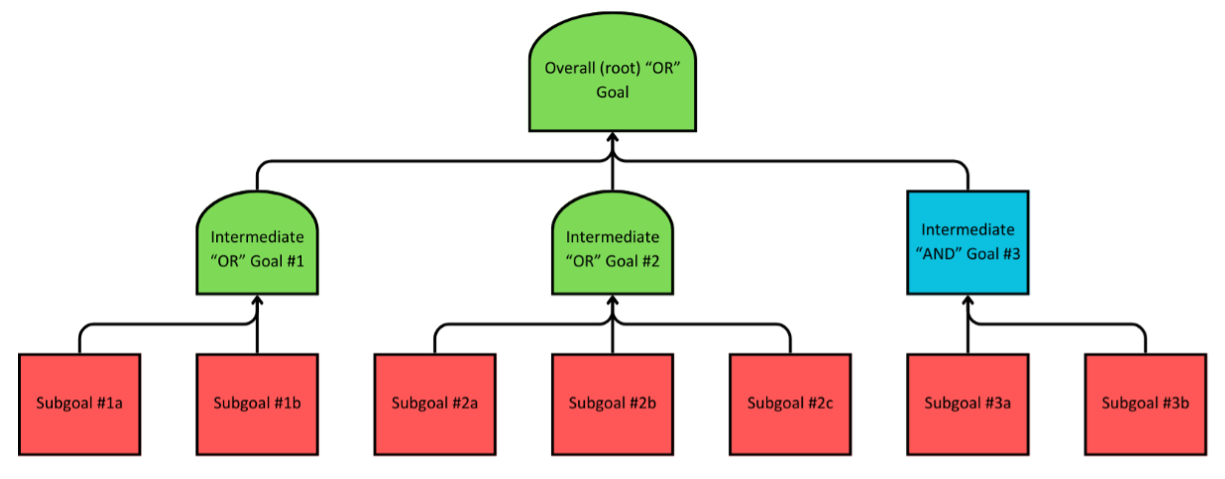 Overall (root) “OR”
Goal
Intermediate
“OR” Goal #1
Intermediate
“OR” Goal #2
Intermediate
“AND” Goal #3
Subgoal #1a
Subgoal #1b
Subgoal #2a
Subgoal #2b
Subgoal #2c
Subgoal #3a
Subgoal #3b